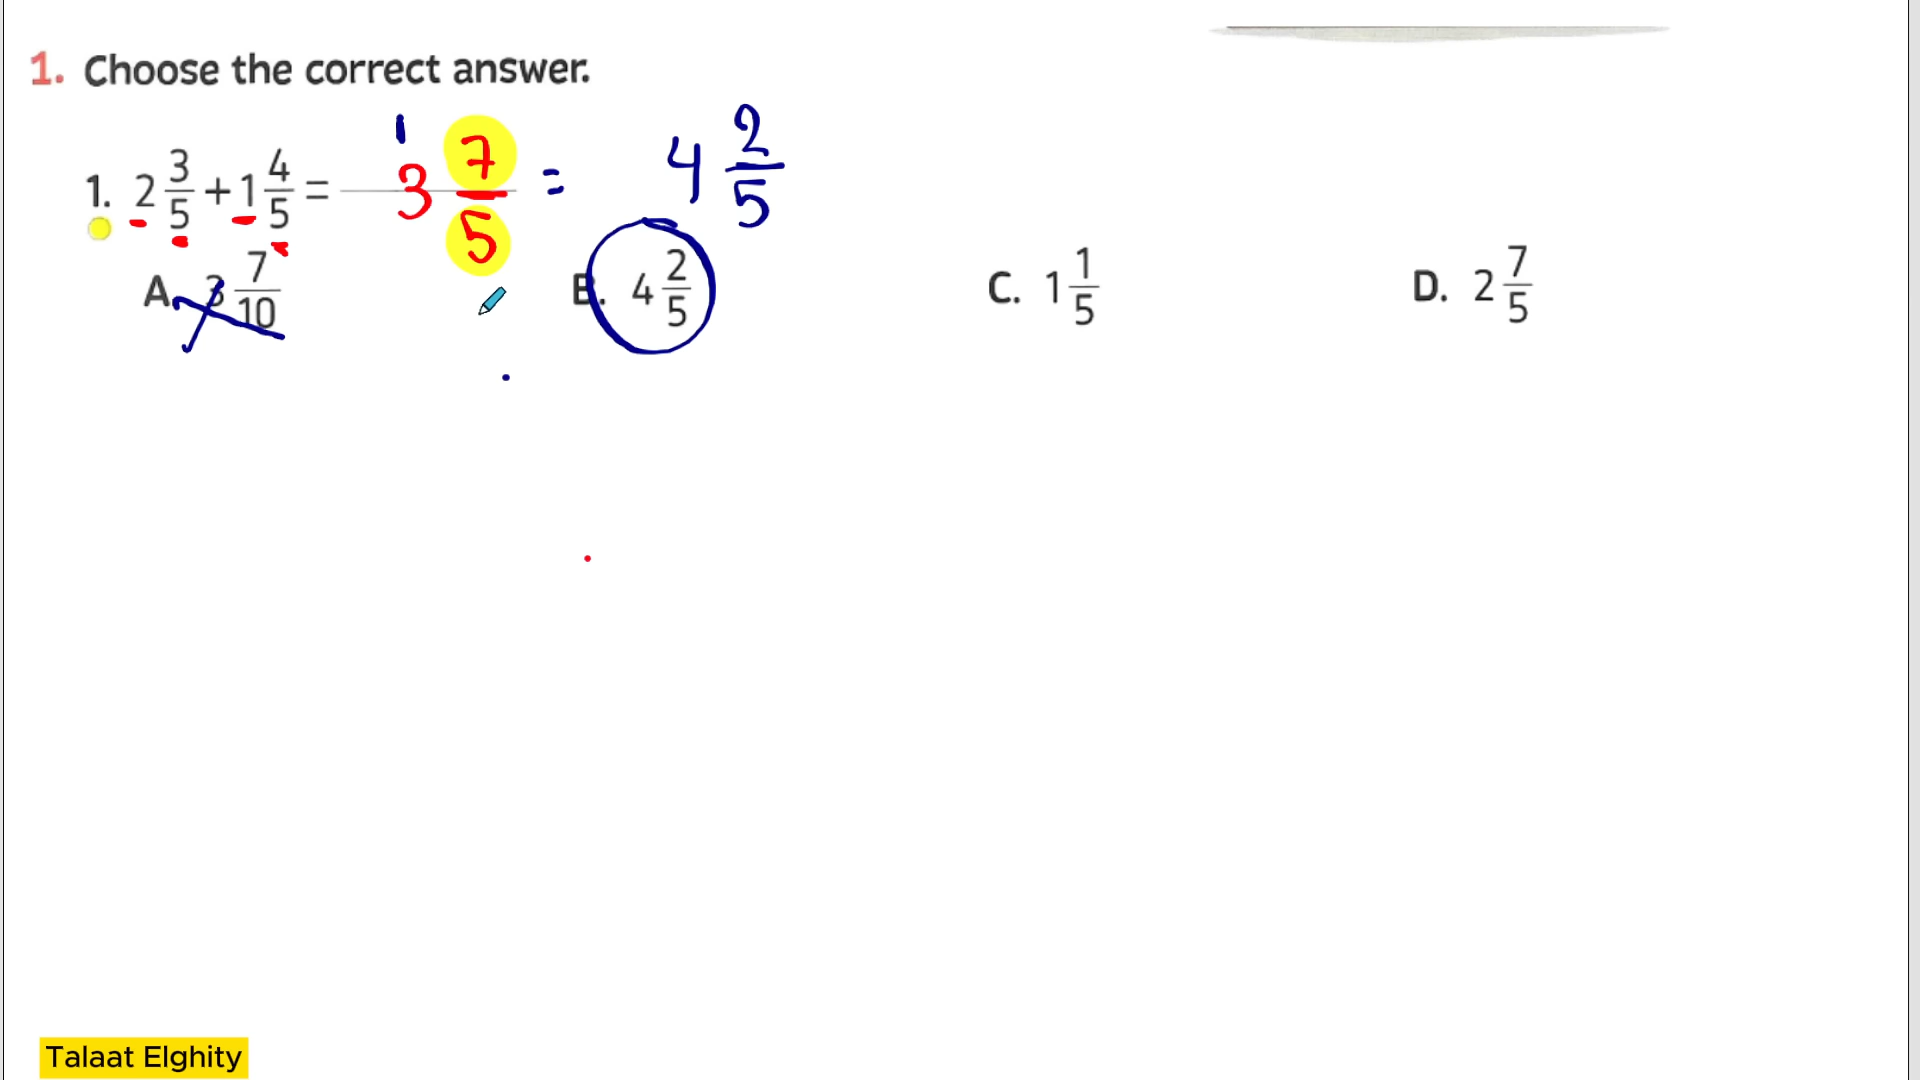 1. Choose the correct answer.
1. 2 3/5 + 1 4/5 = 1 3 7/5 = 4 2/5
A. 3 7/10 B. 4 2/5 C. 1 1/5 D. 2 7/5
Talaat Elghity